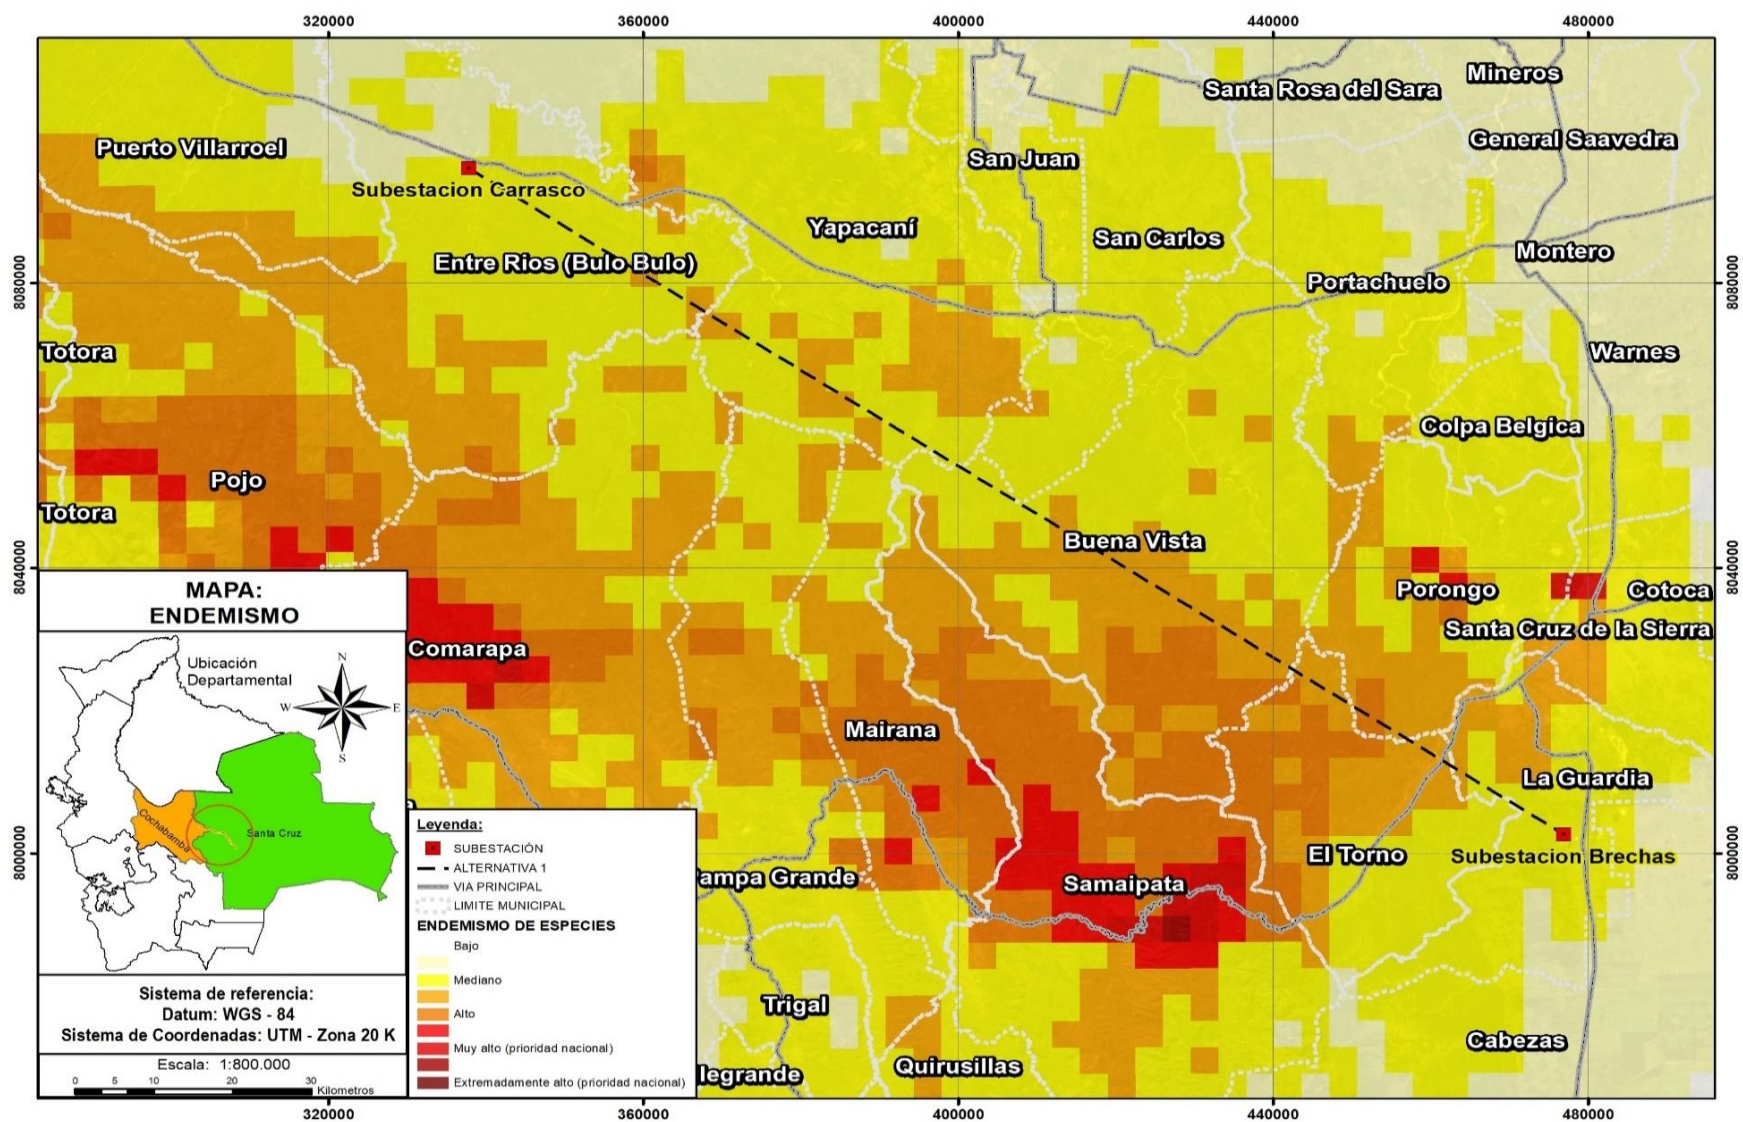 320000
360000
400000
440000
480000
Mineros
Santa Rosa del Sara
General Saavedra
Puerto Villarroel
San Juan
Subestacion Carrasco
Yapacaní
San Carlos
Montero
Entre Rios (Bulo Bulo)
Portachuelo
8080000
8080000
Totora
Warnes
Colpa Belgica
Pojo
Totora
Buena Vista
8040000
8040000
Porongo
Cotoca
Santa Cruz de la Sierra
Comarapa
Mairana
La Guardia
8000000
8000000
El Torno
Subestacion Brechas
ampa Grande
Samaipata
Trigal
Cabezas
Quirusillas
legrande
MAPA:
ENDEMISMO
Ubicación
Departamental
N
W
E
S
Cochabamba
Santa Cruz
Sistema de referencia:
Datum: WGS - 84
Sistema de Coordenadas: UTM - Zona 20 K
Escala: 1:800.000
0 5 10 20 30
Kilometros
Leyenda:
SUBESTACIÓN
ALTERNATIVA 1
VIA PRINCIPAL
LIMITE MUNICIPAL
ENDEMISMO DE ESPECIES
Bajo
Mediano
Alto
Muy alto (prioridad nacional)
Extremadamente alto (prioridad nacional)
320000
360000
400000
440000
480000